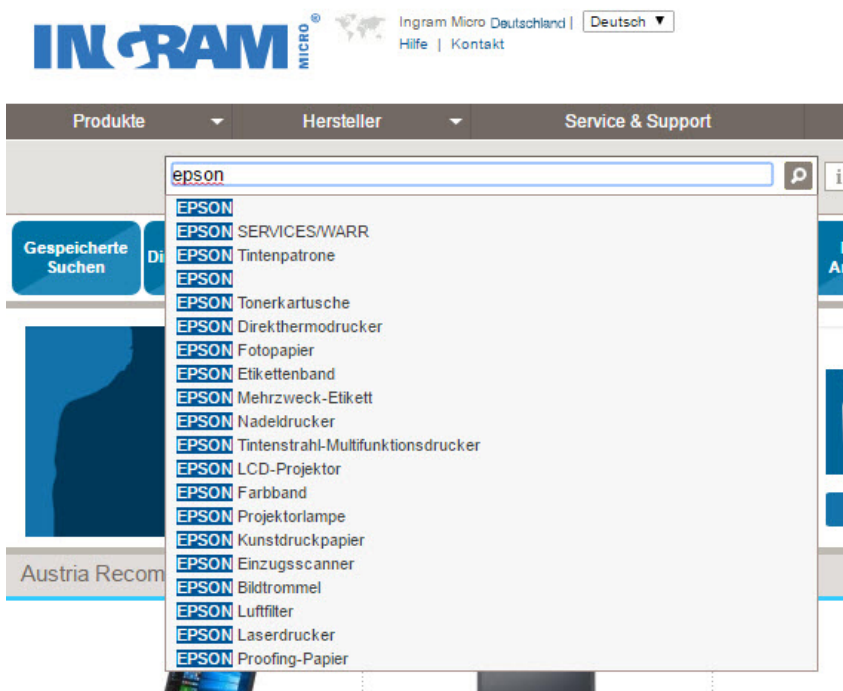 INGRAM MICRO®
Ingram Micro Deutschland | Deutsch ▼
Hilfe | Kontakt
Produkte Hersteller Service & Support
epson
Gespeicherte
Suchen
EPSON
EPSON SERVICES/WARR
EPSON Tintenpatrone
EPSON
EPSON Tonerkartusche
EPSON Direkthermodrucker
EPSON Fotopapier
EPSON Etikettenband
EPSON Mehrzweck-Etikett
EPSON Nadeldrucker
EPSON Tintenstrahl-Multifunktionsdrucker
EPSON LCD-Projektor
EPSON Farbband
EPSON Projektorlampe
EPSON Kunstdruckpapier
EPSON Einzugsscanner
EPSON Bildtrommel
EPSON Luftfilter
EPSON Laserdrucker
EPSON Proofing-Papier
Austria Recom